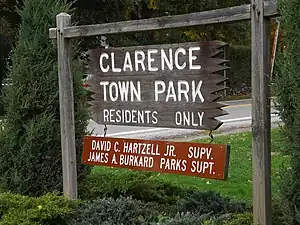 CLARENCE
TOWN PARK
RESIDENTS ONLY
DAVID C. HARTZELL JR. SUPV.
JAMES A. BURKARD PARKS SUPT.